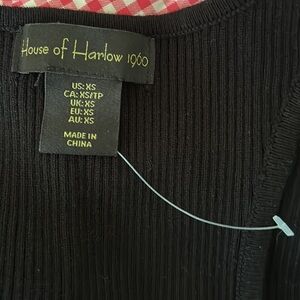 House of Harlow 1960
US: XS
CA: XS/TP
UK: XS
EU: XS
AU: XS
MADE IN
CHINA